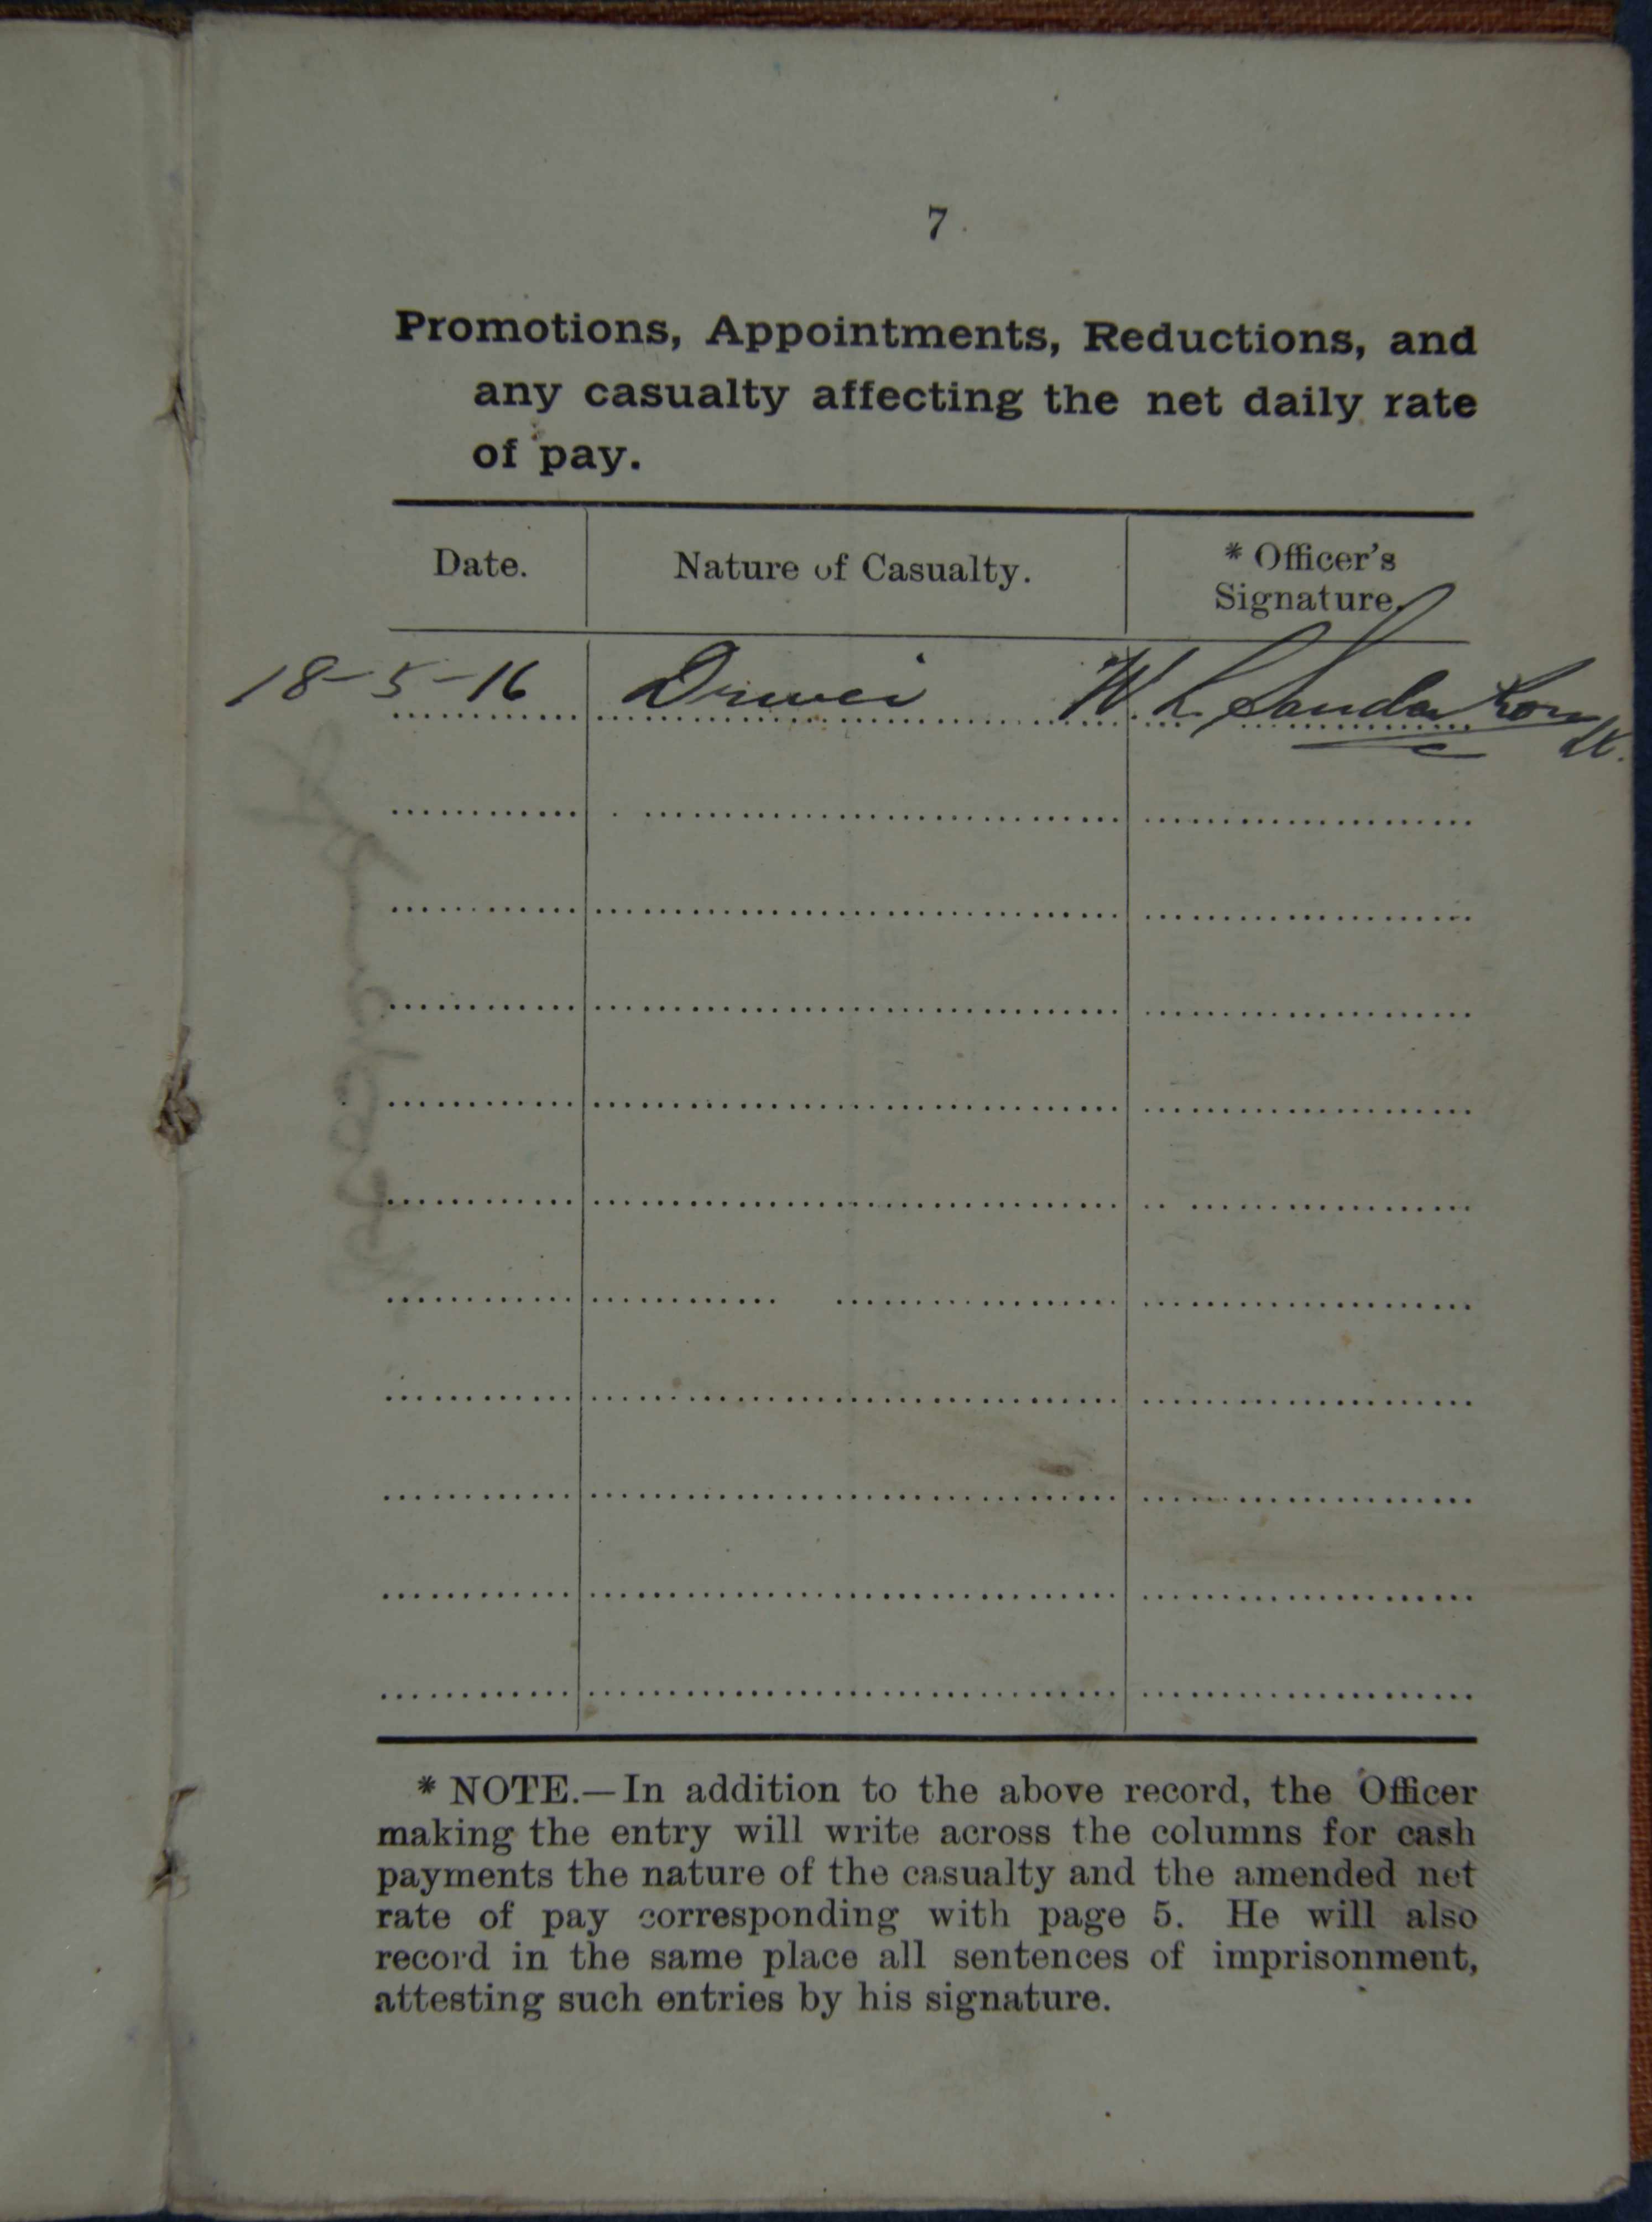 7
Promotions, Appointments, Reductions, and
any casualty affecting the net daily rate
of pay.
Date. Nature of Casualty. * Officer's
Signature.
18-5-16 Driver W. L. Lt.
* NOTE.—In addition to the above record, the Officer
making the entry will write across the columns for cash
payments the nature of the casualty and the amended net
rate of pay corresponding with page 5. He will also
record in the same place all sentences of imprisonment,
attesting such entries by his signature.